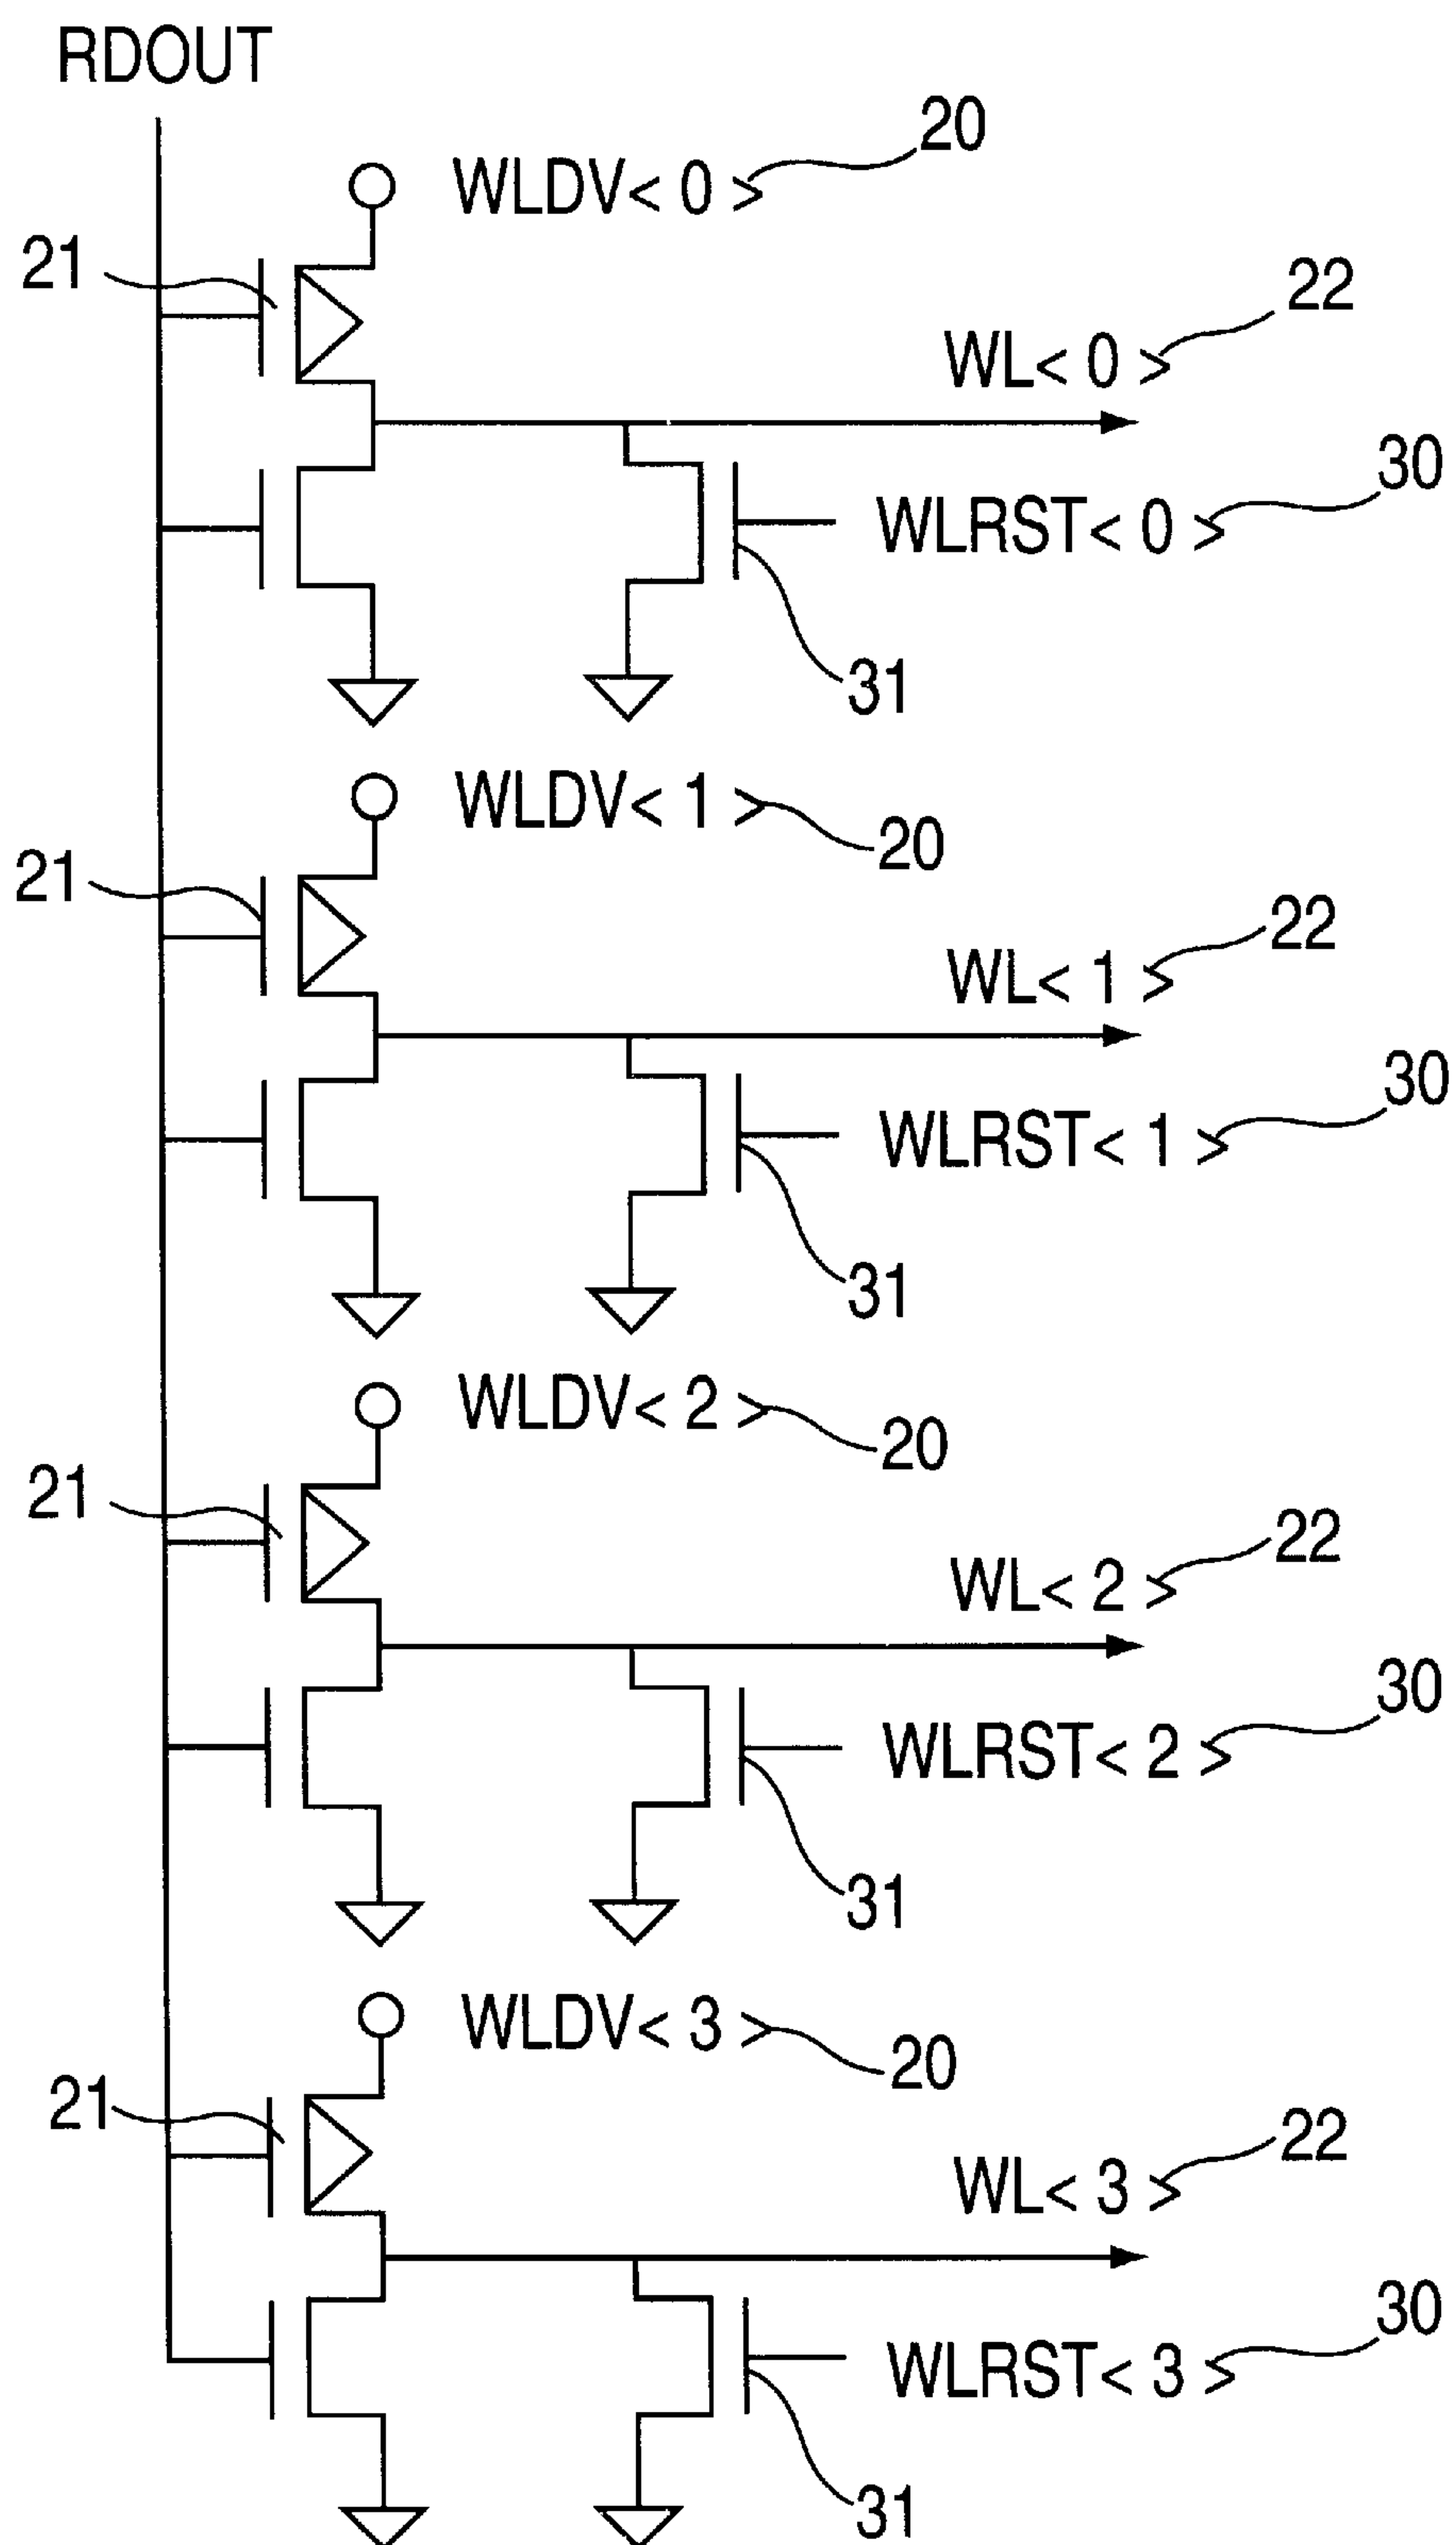 RDOUT
WLDV< 0 > 20
21
WL< 0 > 22
WLRST< 0 > 30
31
WLDV< 1 > 20
21
WL< 1 > 22
WLRST< 1 > 30
31
WLDV< 2 > 20
21
WL< 2 > 22
WLRST< 2 > 30
31
WLDV< 3 > 20
21
WL< 3 > 22
WLRST< 3 > 30
31